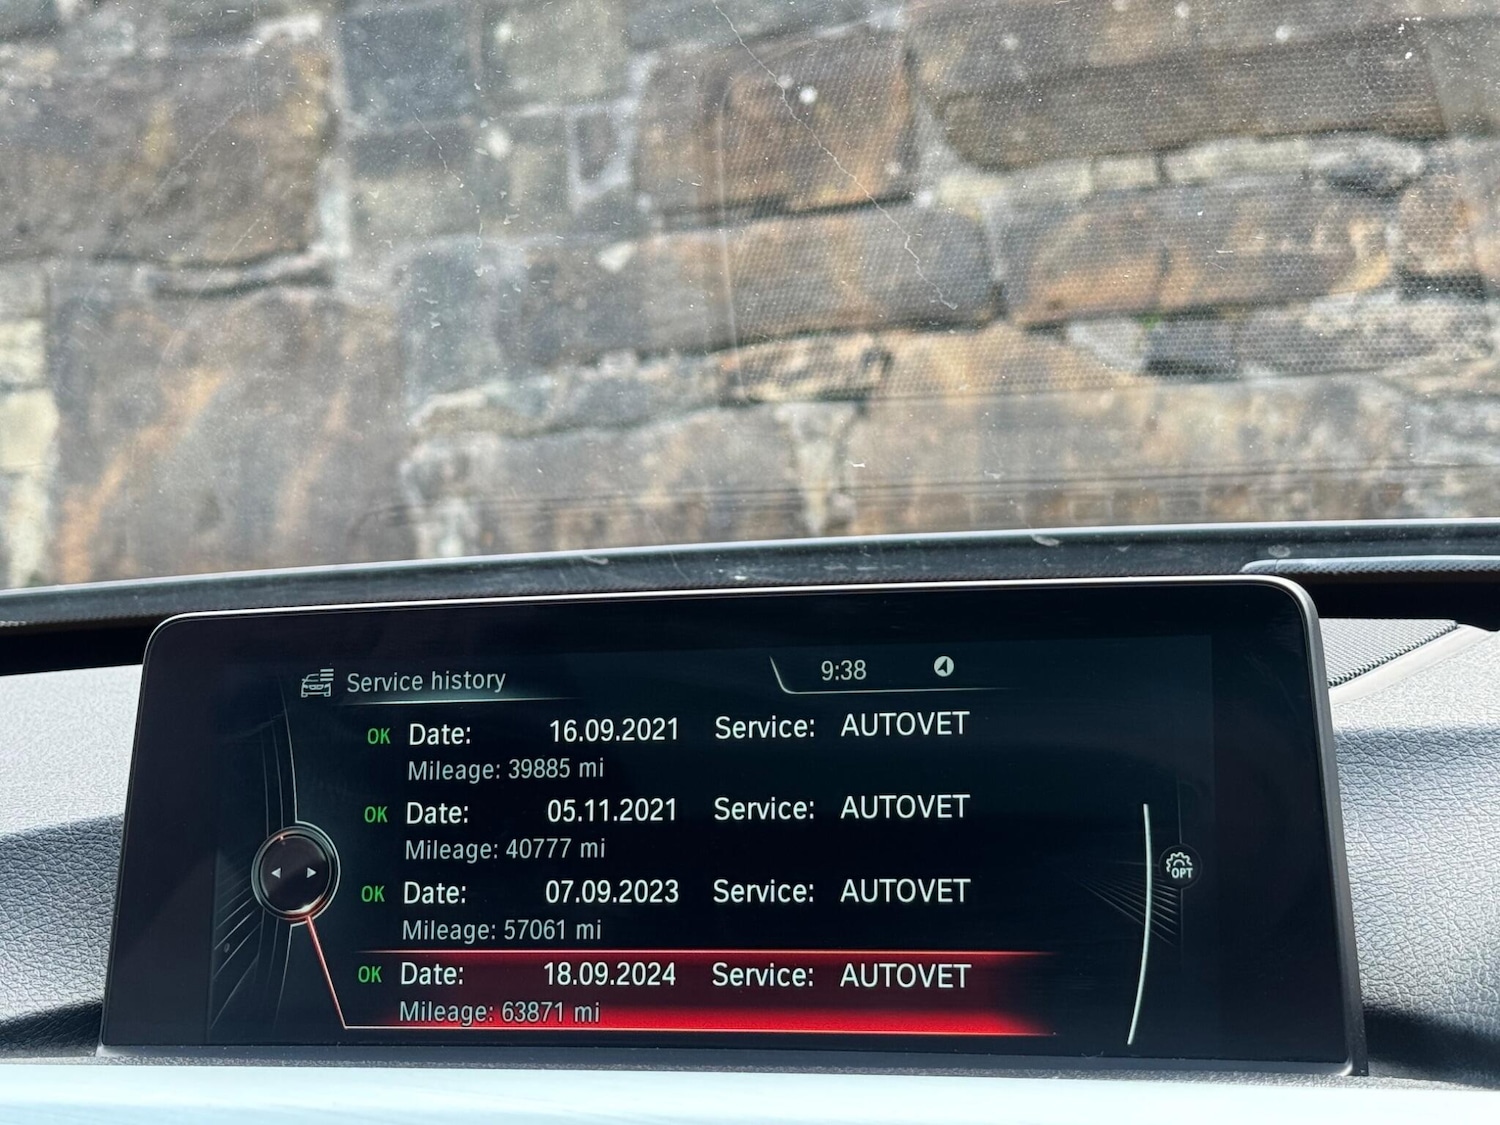 Service history 9:38
OK Date: 16.09.2021 Service: AUTOVET
Mileage: 39885 mi
OK Date: 05.11.2021 Service: AUTOVET
Mileage: 40777 mi
OK Date: 07.09.2023 Service: AUTOVET
Mileage: 57061 mi
OK Date: 18.09.2024 Service: AUTOVET
Mileage: 63871 mi
OPT